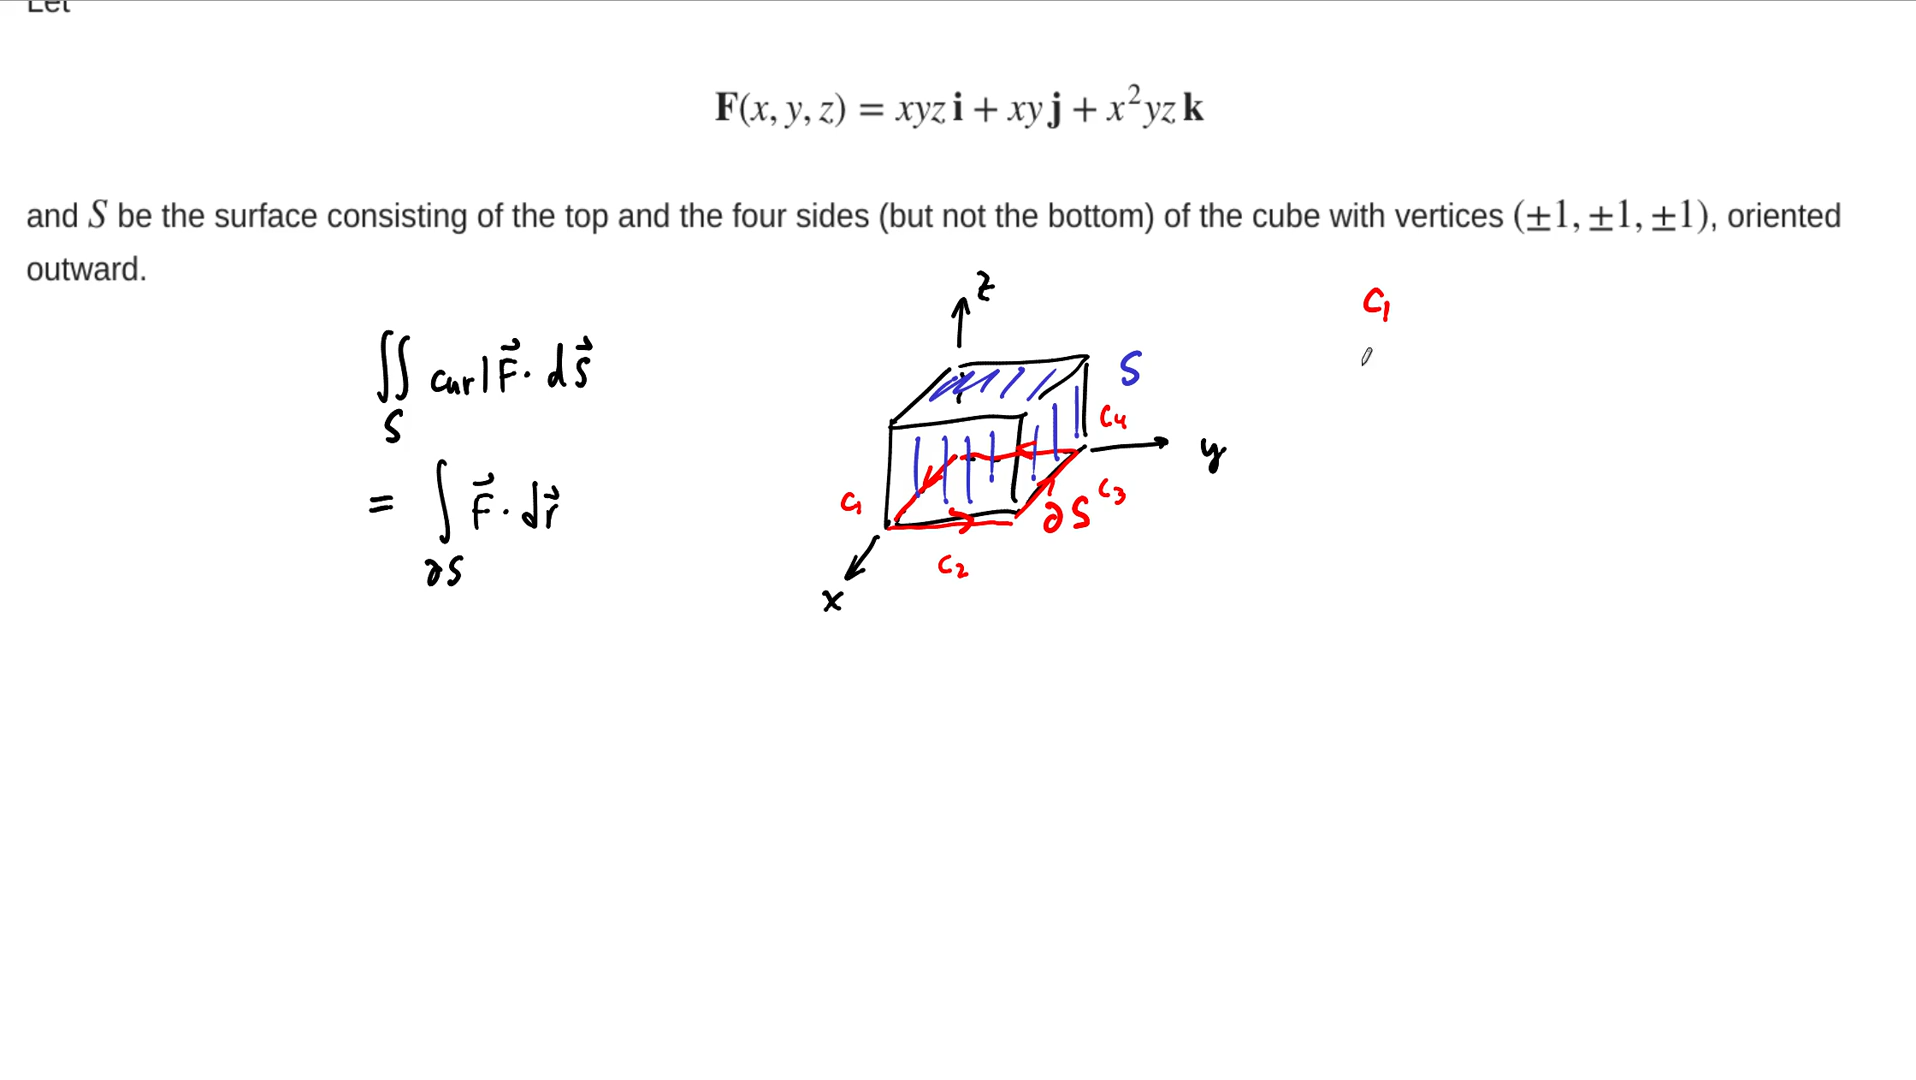 Let
F(x, y, z) = xyz i + xy j + x²yz k
and S be the surface consisting of the top and the four sides (but not the bottom) of the cube with vertices (±1, ±1, ±1), oriented
outward.
∬_S curl F⃗ · dS⃗
= ∫_∂S F⃗ · dr⃗
z
S
C₄
y
C₁
C₃
∂S
C₂
x
C₁